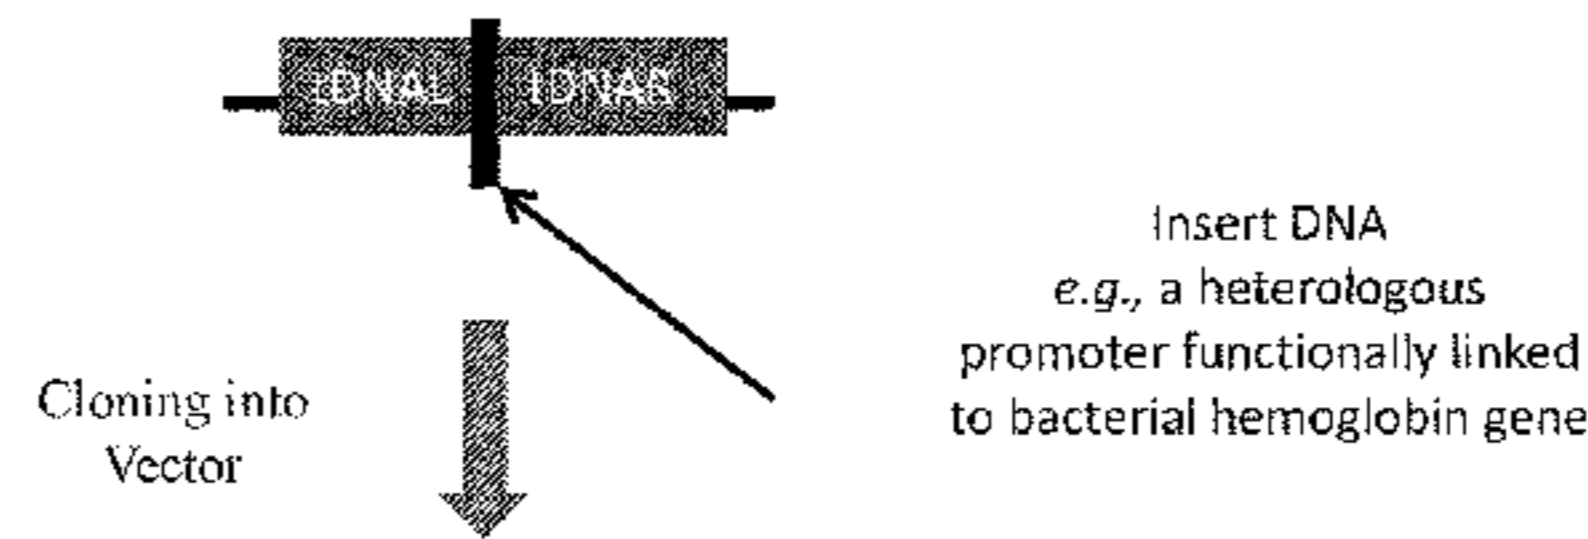 tDNAL tDNAR
Insert DNA
e.g., a heterologous
promoter functionally linked
to bacterial hemoglobin gene
Cloning into
Vector